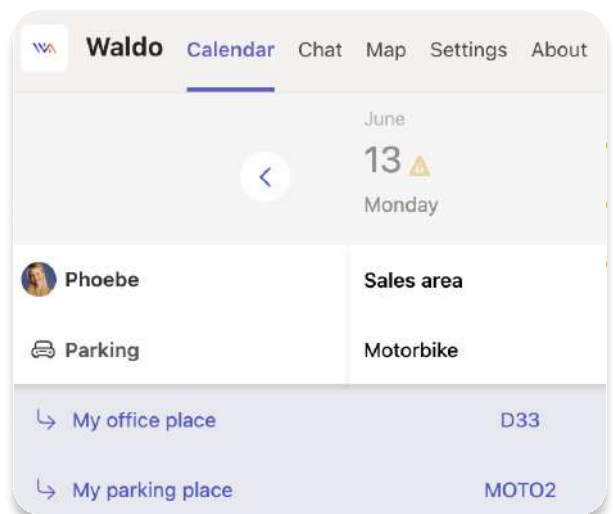 WA Waldo Calendar Chat Map Settings About
June
13
Monday
Phoebe Sales area
Parking Motorbike
My office place D33
My parking place MOTO2